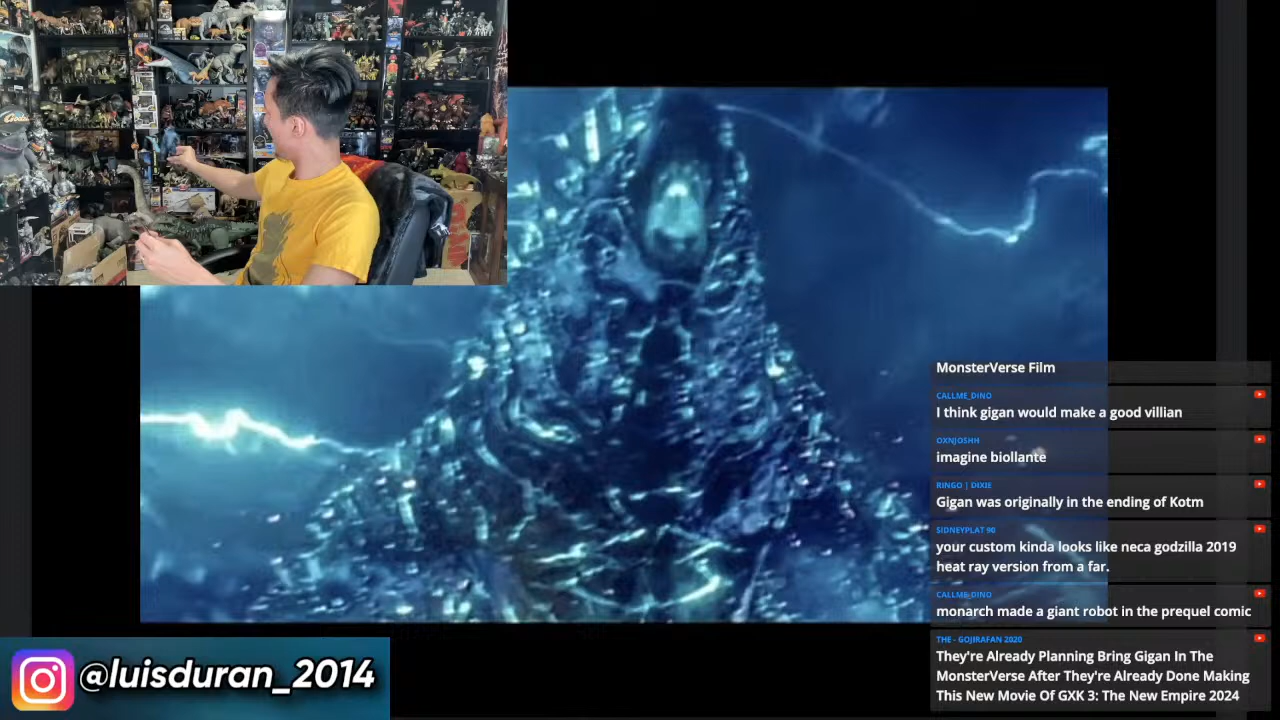 MonsterVerse Film
CALLME_DINO
I think gigan would make a good villian
OXNJOSHH
imagine biollante
RINGO | DIXIE
Gigan was originally in the ending of Kotm
SIDNEYPLAT 90
your custom kinda looks like neca godzilla 2019
heat ray version from a far.
CALLME_DINO
monarch made a giant robot in the prequel comic
THE - GOJIRAFAN 2020
They're Already Planning Bring Gigan In The
MonsterVerse After They're Already Done Making
This New Movie Of GXK 3: The New Empire 2024
@luisduran_2014